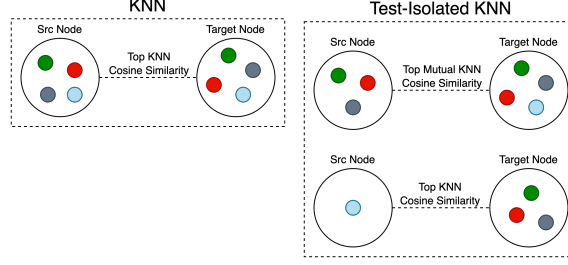 KNN
Src Node
Target Node
Top KNN
Cosine Similarity
Test-Isolated KNN
Src Node
Target Node
Top Mutual KNN
Cosine Similarity
Src Node
Target Node
Top KNN
Cosine Similarity